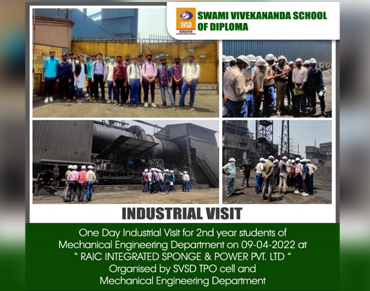 SWAMI VIVEKANANDA SCHOOL
OF DIPLOMA
INDUSTRIAL VISIT
One Day Industrial Visit for 2nd year students of
Mechanical Engineering Department on 09-04-2022 at
“ RAIC INTEGRATED SPONGE & POWER PVT. LTD ”
Organised by SVSD TPO cell and
Mechanical Engineering Department